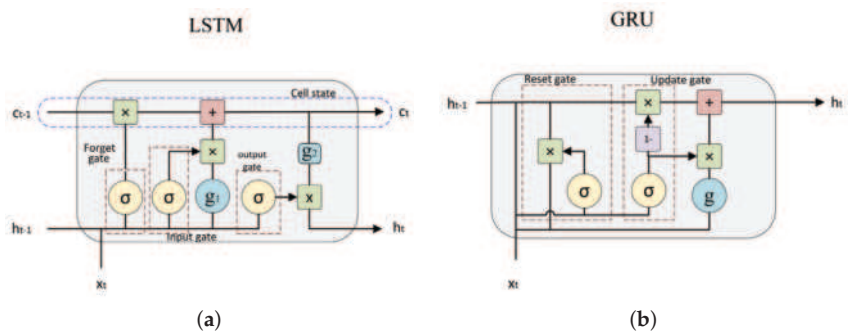 LSTM
Cell state
Ct-1
×
+
Ct
Forget gate
×
output gate
g2
σ
σ
g1
σ
x
ht-1
Input gate
ht
xt
(a)
GRU
Reset gate
Update gate
ht-1
×
+
ht
1-
×
×
σ
σ
g
xt
(b)